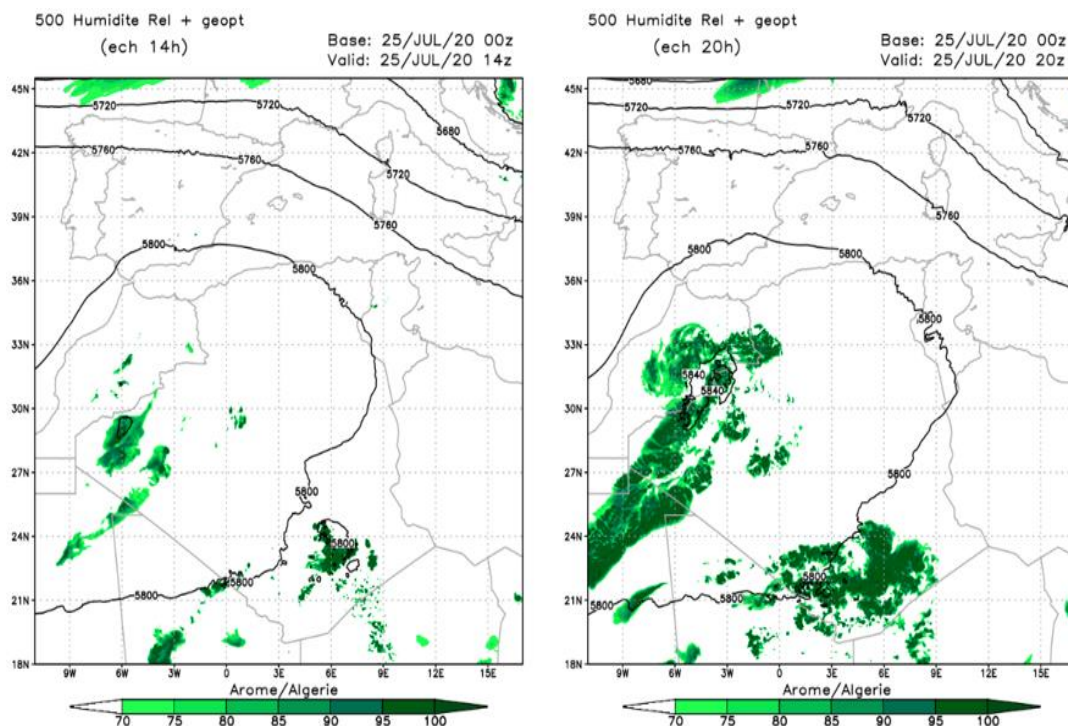 500 Humidite Rel + geopt
(ech 14h)
Base: 25/JUL/20 00z
Valid: 25/JUL/20 14z
45N
42N
39N
36N
33N
30N
27N
24N
21N
18N
5720
5720
5680
5760
5760
5720
5760
5800
5800
5800
5800
5800
5800
9W
6W
3W
0
3E
6E
9E
12E
15E
Arome/Algerie
70
75
80
85
90
95
100
500 Humidite Rel + geopt
(ech 20h)
Base: 25/JUL/20 00z
Valid: 25/JUL/20 20z
45N
42N
39N
36N
33N
30N
27N
24N
21N
18N
5680
5720
5720
5760
5760
5760
5800
5800
5800
5840
5840
5800
5800
5800
5800
9W
6W
3W
0
3E
6E
9E
12E
15E
Arome/Algerie
70
75
80
85
90
95
100